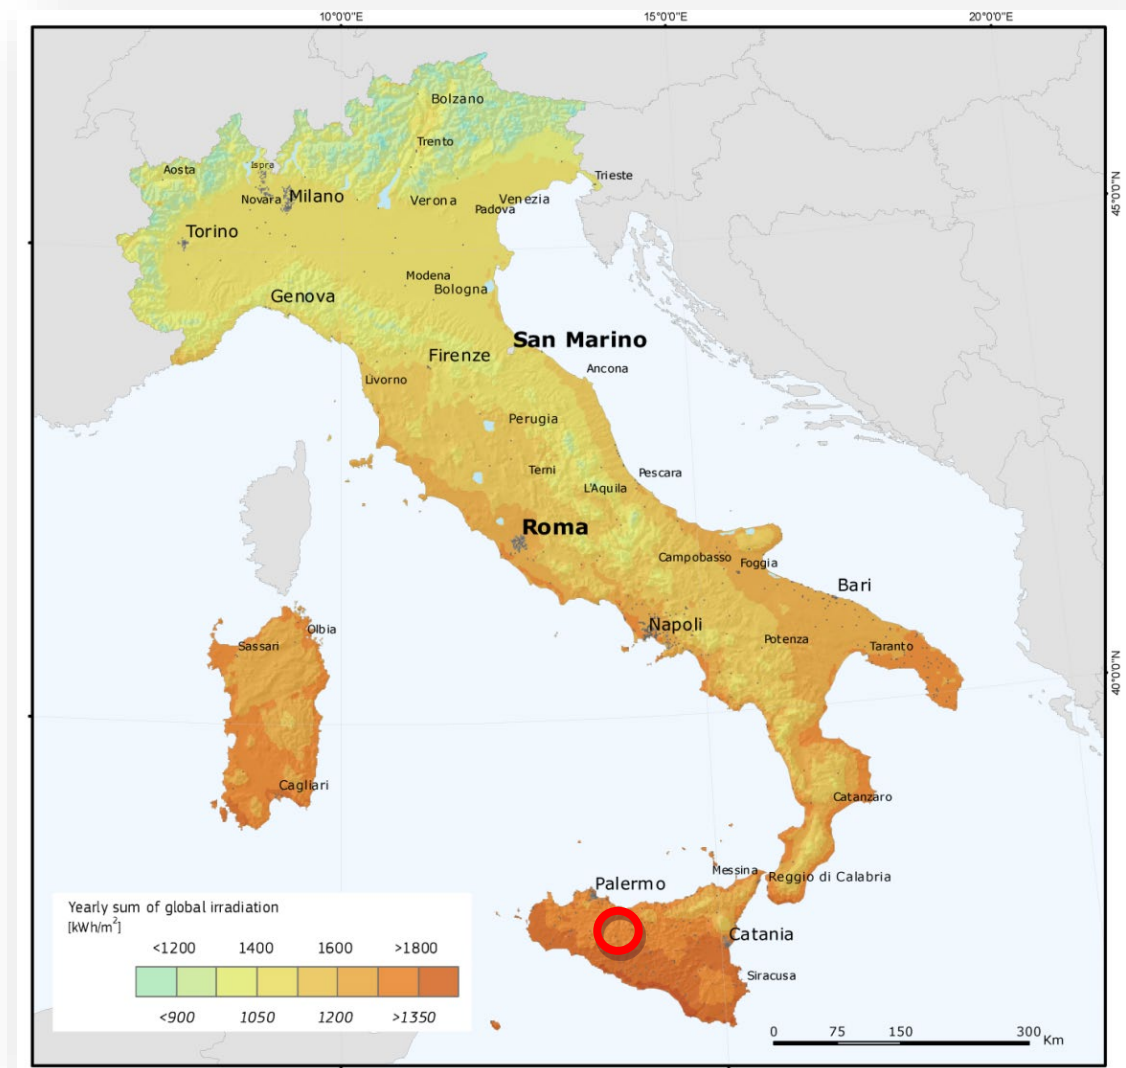 10°0'0"E
15°0'0"E
20°0'0"E
Bolzano
Trento
Aosta
Ispra
Trieste
45°0'0"N
Novara
Milano
Verona
Venezia
Padova
Torino
Modena
Bologna
Genova
San Marino
Firenze
Ancona
Livorno
Perugia
Terni
Pescara
L'Aquila
Roma
Campobasso
Foggia
Bari
Olbia
Napoli
Sassari
Potenza
Taranto
40°0'0"N
Cagliari
Catanzaro
Messina
Reggio di Calabria
Palermo
Catania
Siracusa
Yearly sum of global irradiation
[kWh/m²]
<1200 1400 1600 >1800
<900 1050 1200 >1350
0 75 150 300 Km